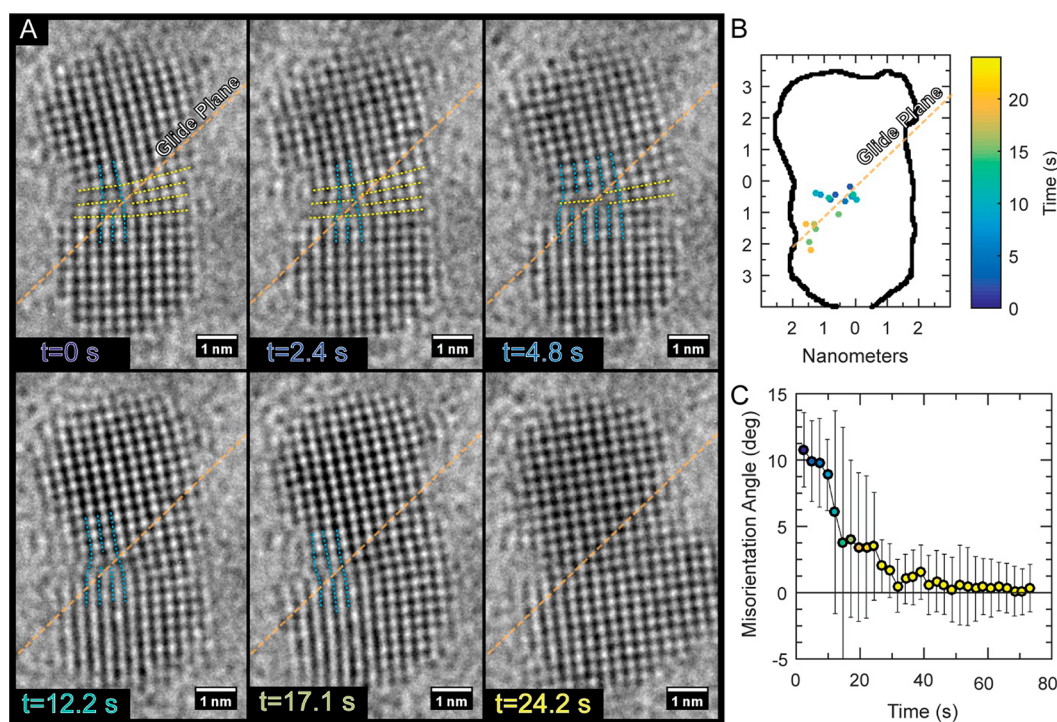 A
Glide Plane
1 nm
t=0 s
1 nm
t=2.4 s
1 nm
t=4.8 s
1 nm
t=12.2 s
1 nm
t=17.1 s
1 nm
t=24.2 s
B
Glide Plane
3
2
1
0
1
2
3
2 1 0 1 2
Nanometers
20
15
10
5
0
Time (s)
C
Misorientation Angle (deg)
15
10
5
0
-5
0 20 40 60 80
Time (s)